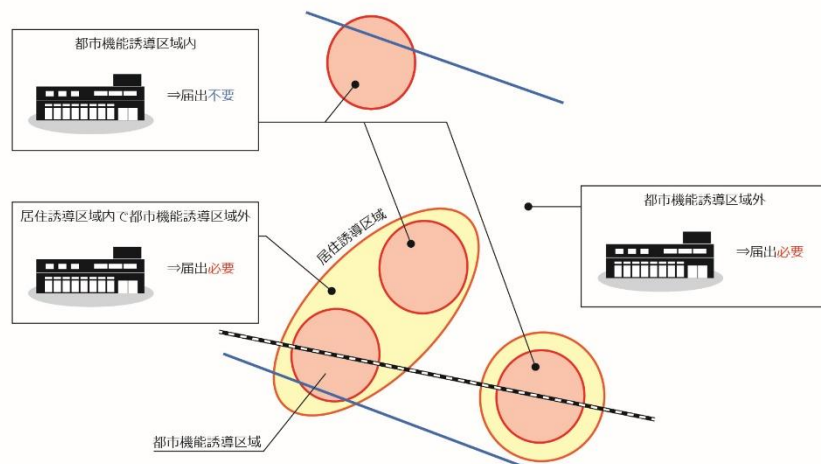 都市機能誘導区域内
⇒届出不要
居住誘導区域内で都市機能誘導区域外
⇒届出必要
居住誘導区域
都市機能誘導区域外
⇒届出必要
都市機能誘導区域